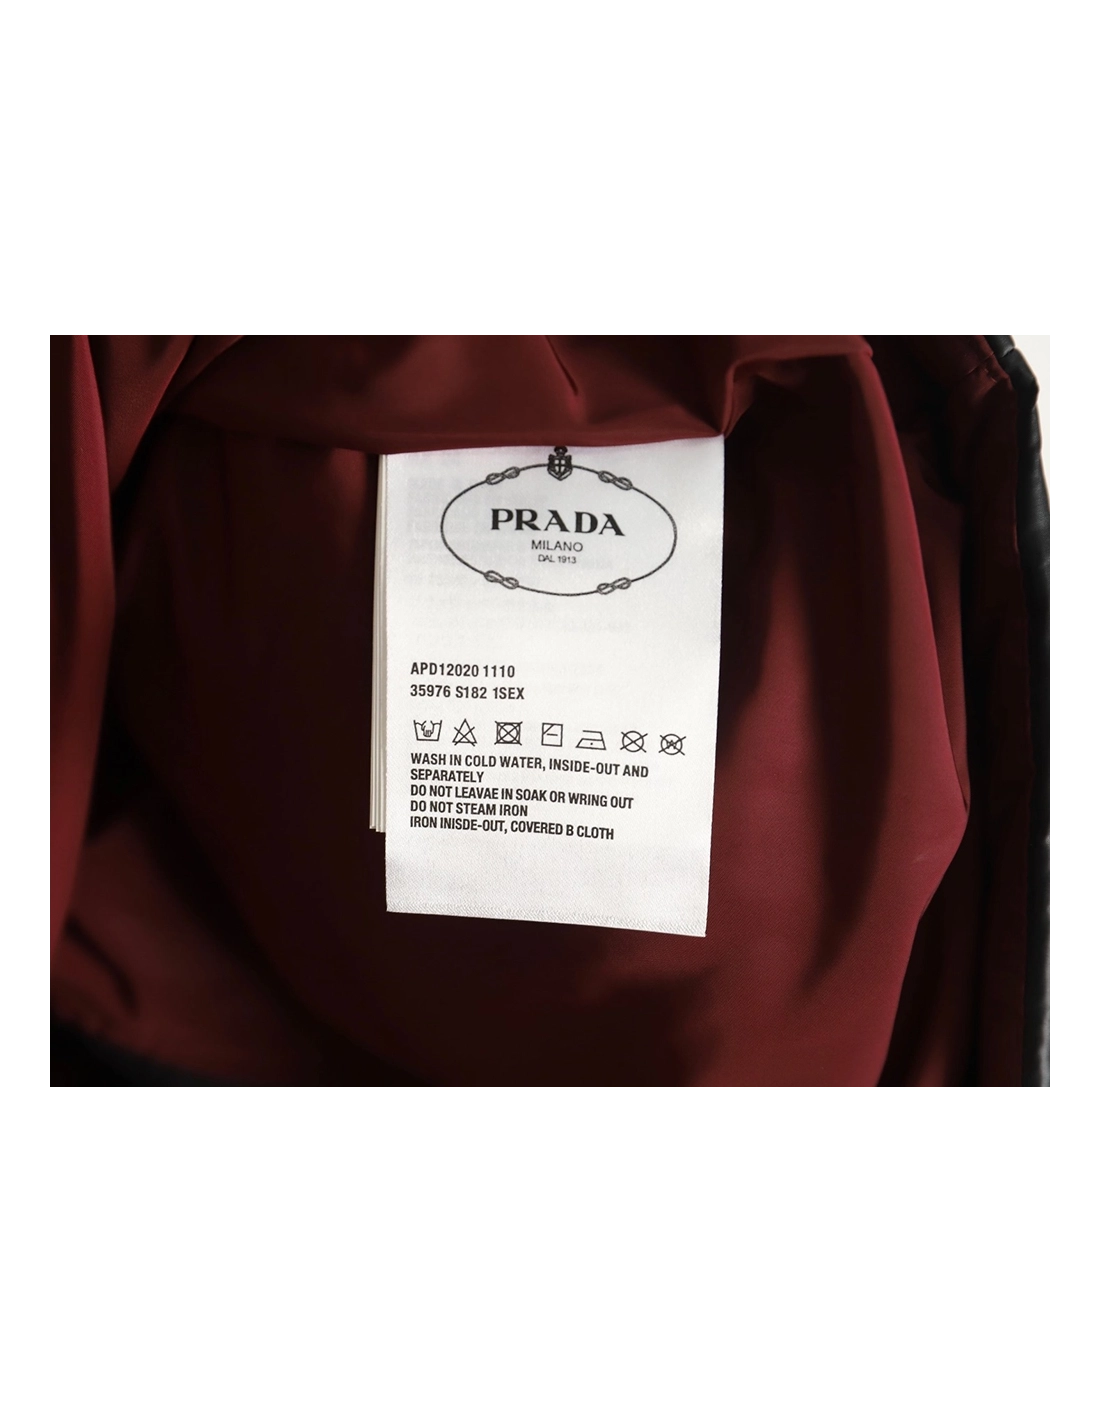 PRADA
MILANO
DAL 1913
APD12020 1110
35976 S182 1SEX
WASH IN COLD WATER, INSIDE-OUT AND
SEPARATELY
DO NOT LEAVAE IN SOAK OR WRING OUT
DO NOT STEAM IRON
IRON INISDE-OUT, COVERED B CLOTH